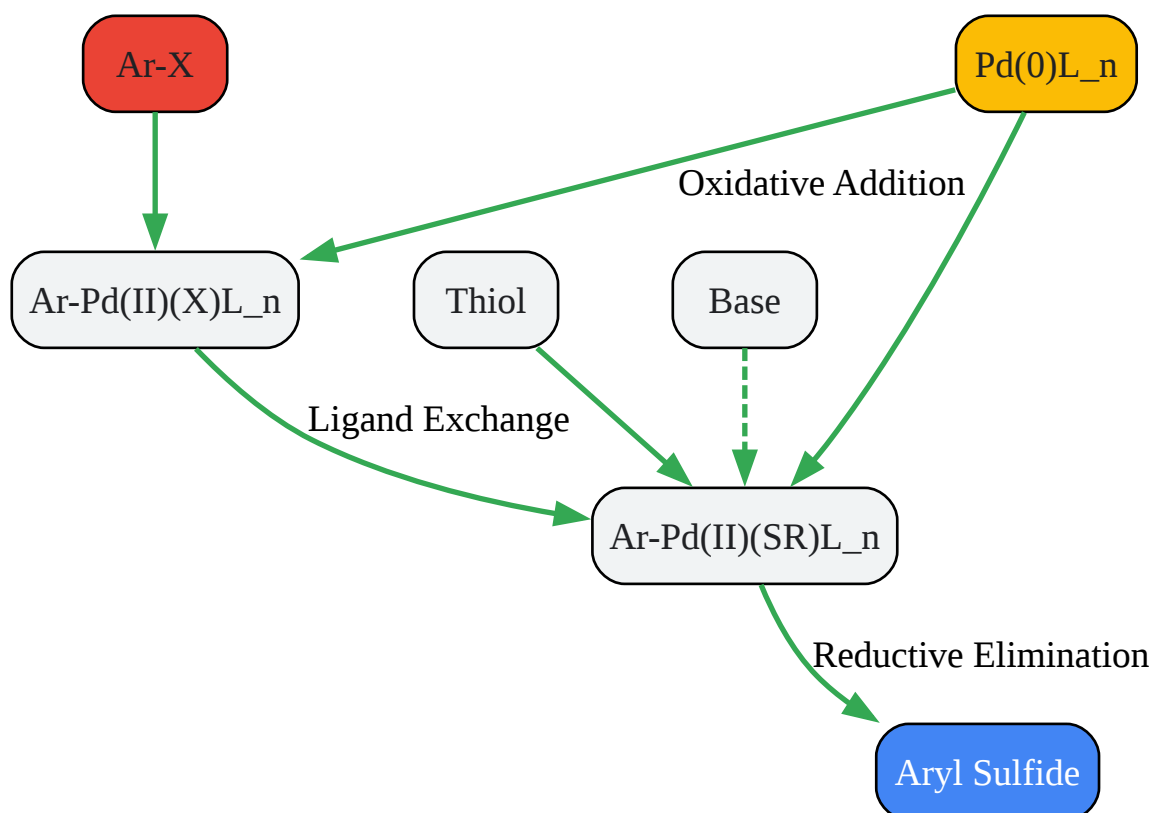 Ar-X
Pd(0)L_n
Oxidative Addition
Ar-Pd(II)(X)L_n
Thiol
Base
Ligand Exchange
Ar-Pd(II)(SR)L_n
Reductive Elimination
Aryl Sulfide